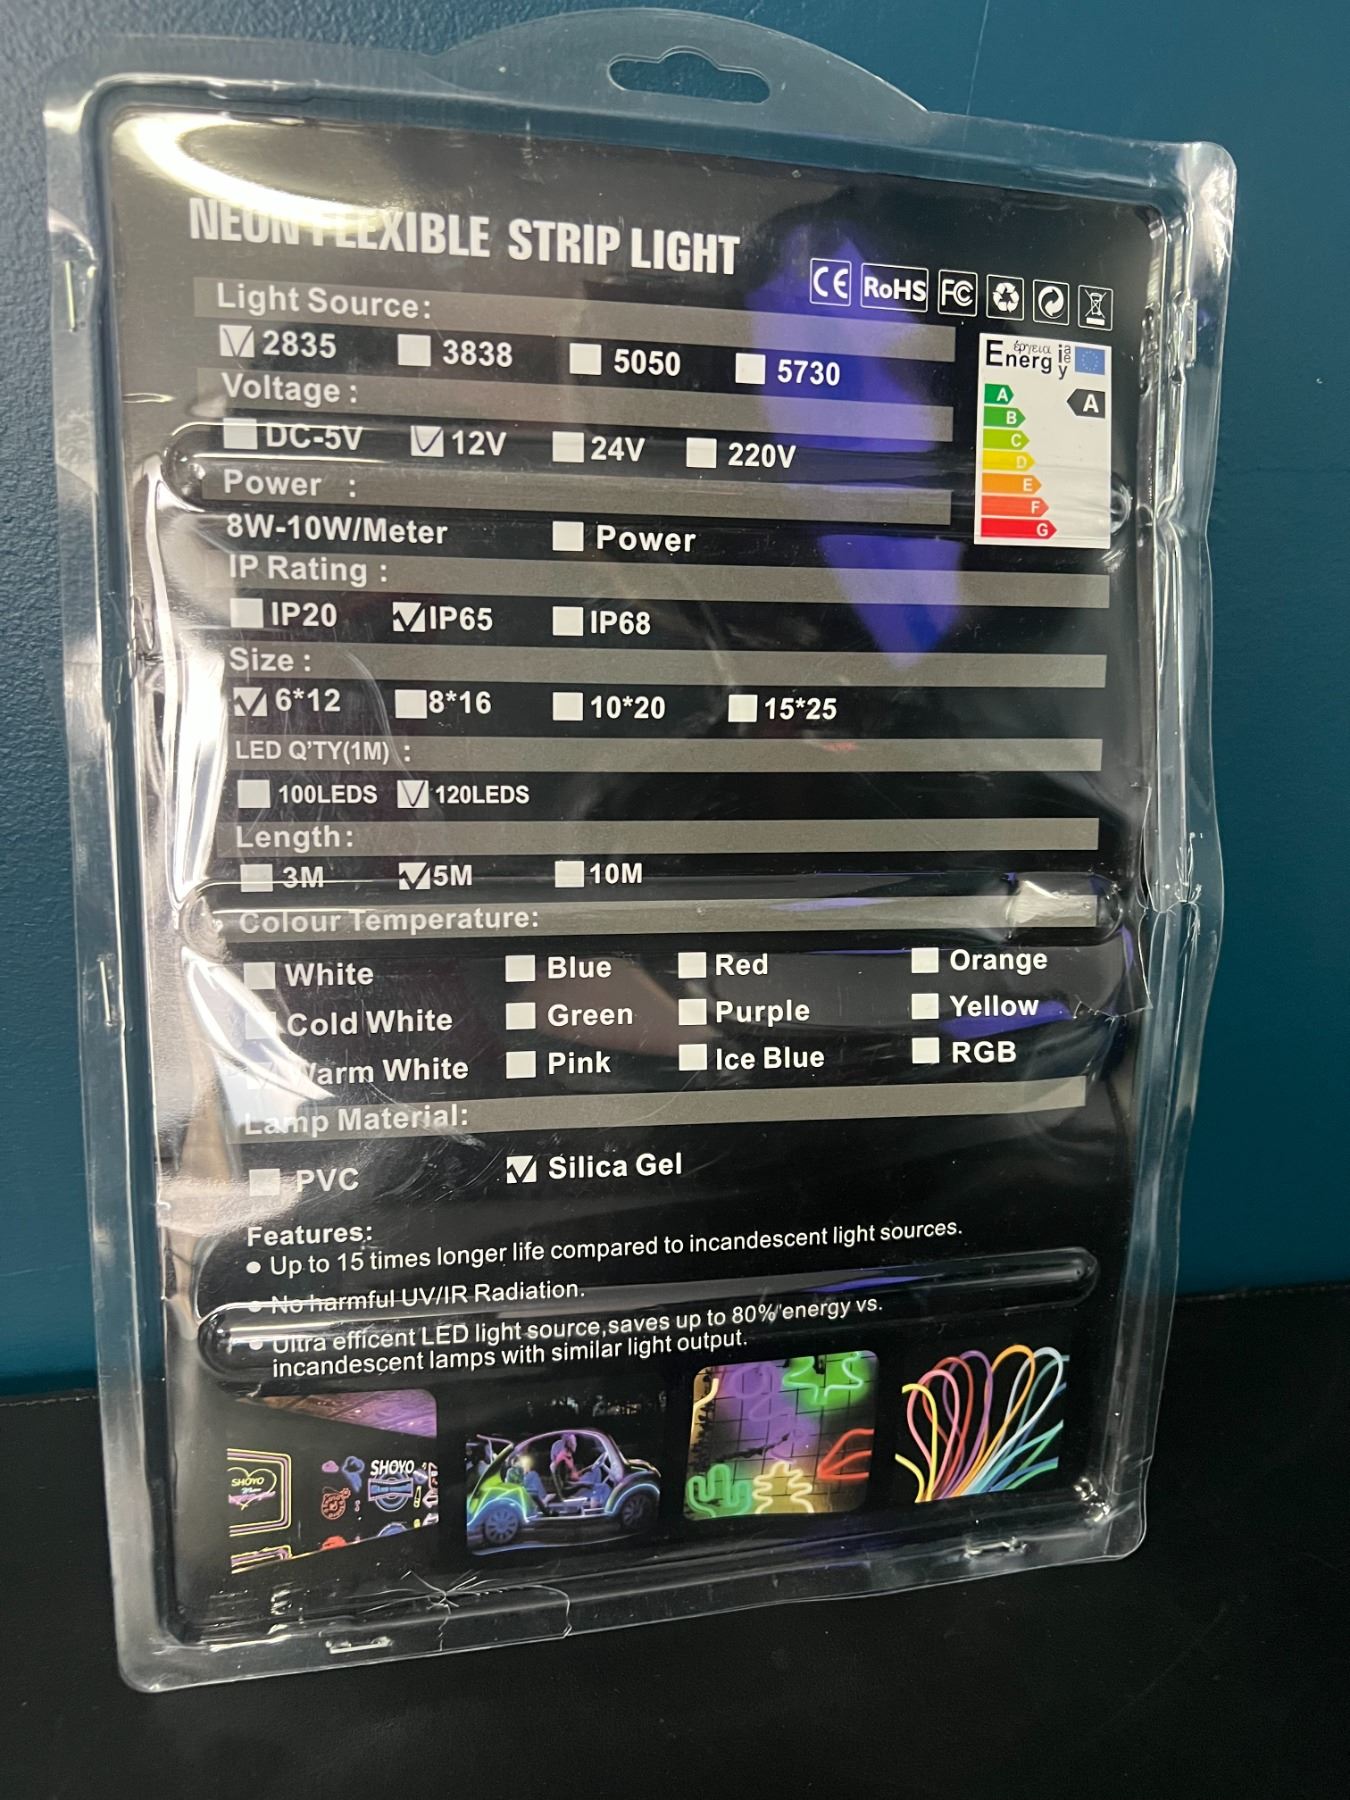 NEON FLEXIBLE STRIP LIGHT
CE RoHS FC
Light Source:
2835 3838 5050 5730
Energ έργεια ija ie y
A
A
B
C
D
E
F
G
Voltage :
DC-5V 12V 24V 220V
Power :
8W-10W/Meter Power
IP Rating :
IP20 IP65 IP68
Size :
6*12 8*16 10*20 15*25
LED Q'TY(1M) :
100LEDS 120LEDS
Length:
3M 5M 10M
Colour Temperature:
White Blue Red Orange
Cold White Green Purple Yellow
Warm White Pink Ice Blue RGB
Lamp Material:
PVC Silica Gel
Features:
● Up to 15 times longer life compared to incandescent light sources.
● No harmful UV/IR Radiation.
● Ultra efficent LED light source,saves up to 80% energy vs.
incandescent lamps with similar light output.
SHOYO
SHOYO